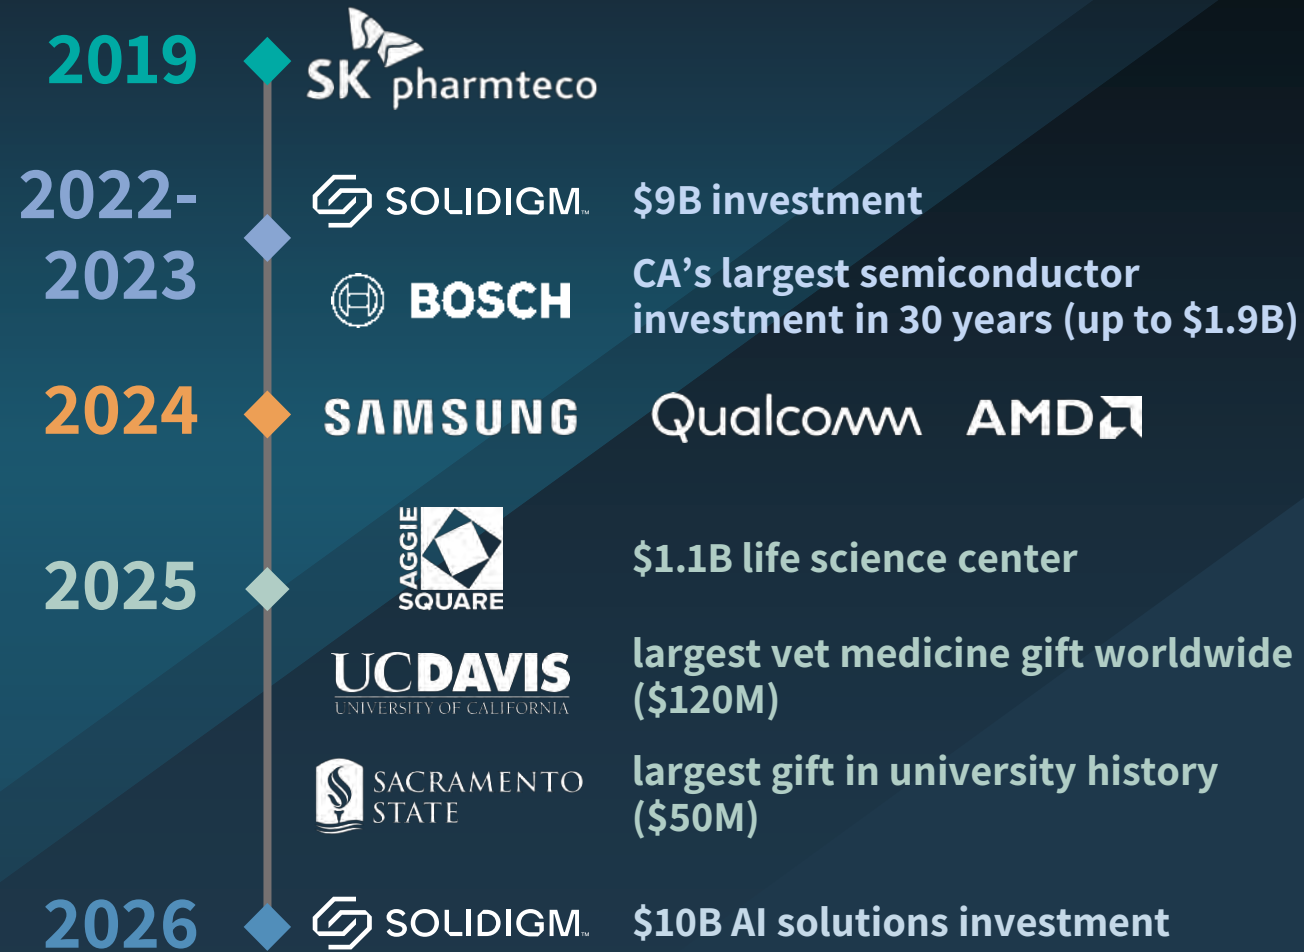 2019
SK pharmteco
2022-
2023
SOLIDIGM™
$9B investment
BOSCH
CA’s largest semiconductor
investment in 30 years (up to $1.9B)
2024
SAMSUNG
Qualcomm
AMD
2025
AGGIE
SQUARE
$1.1B life science center
UCDAVIS
UNIVERSITY OF CALIFORNIA
largest vet medicine gift worldwide
($120M)
SACRAMENTO
STATE
largest gift in university history
($50M)
2026
SOLIDIGM™
$10B AI solutions investment